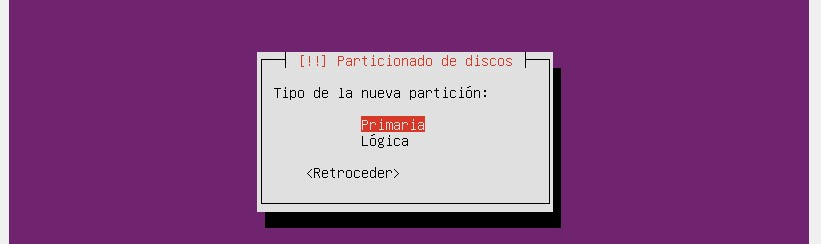 [!!] Particionado de discos
Tipo de la nueva partición:
Primaria
Lógica
<Retroceder>